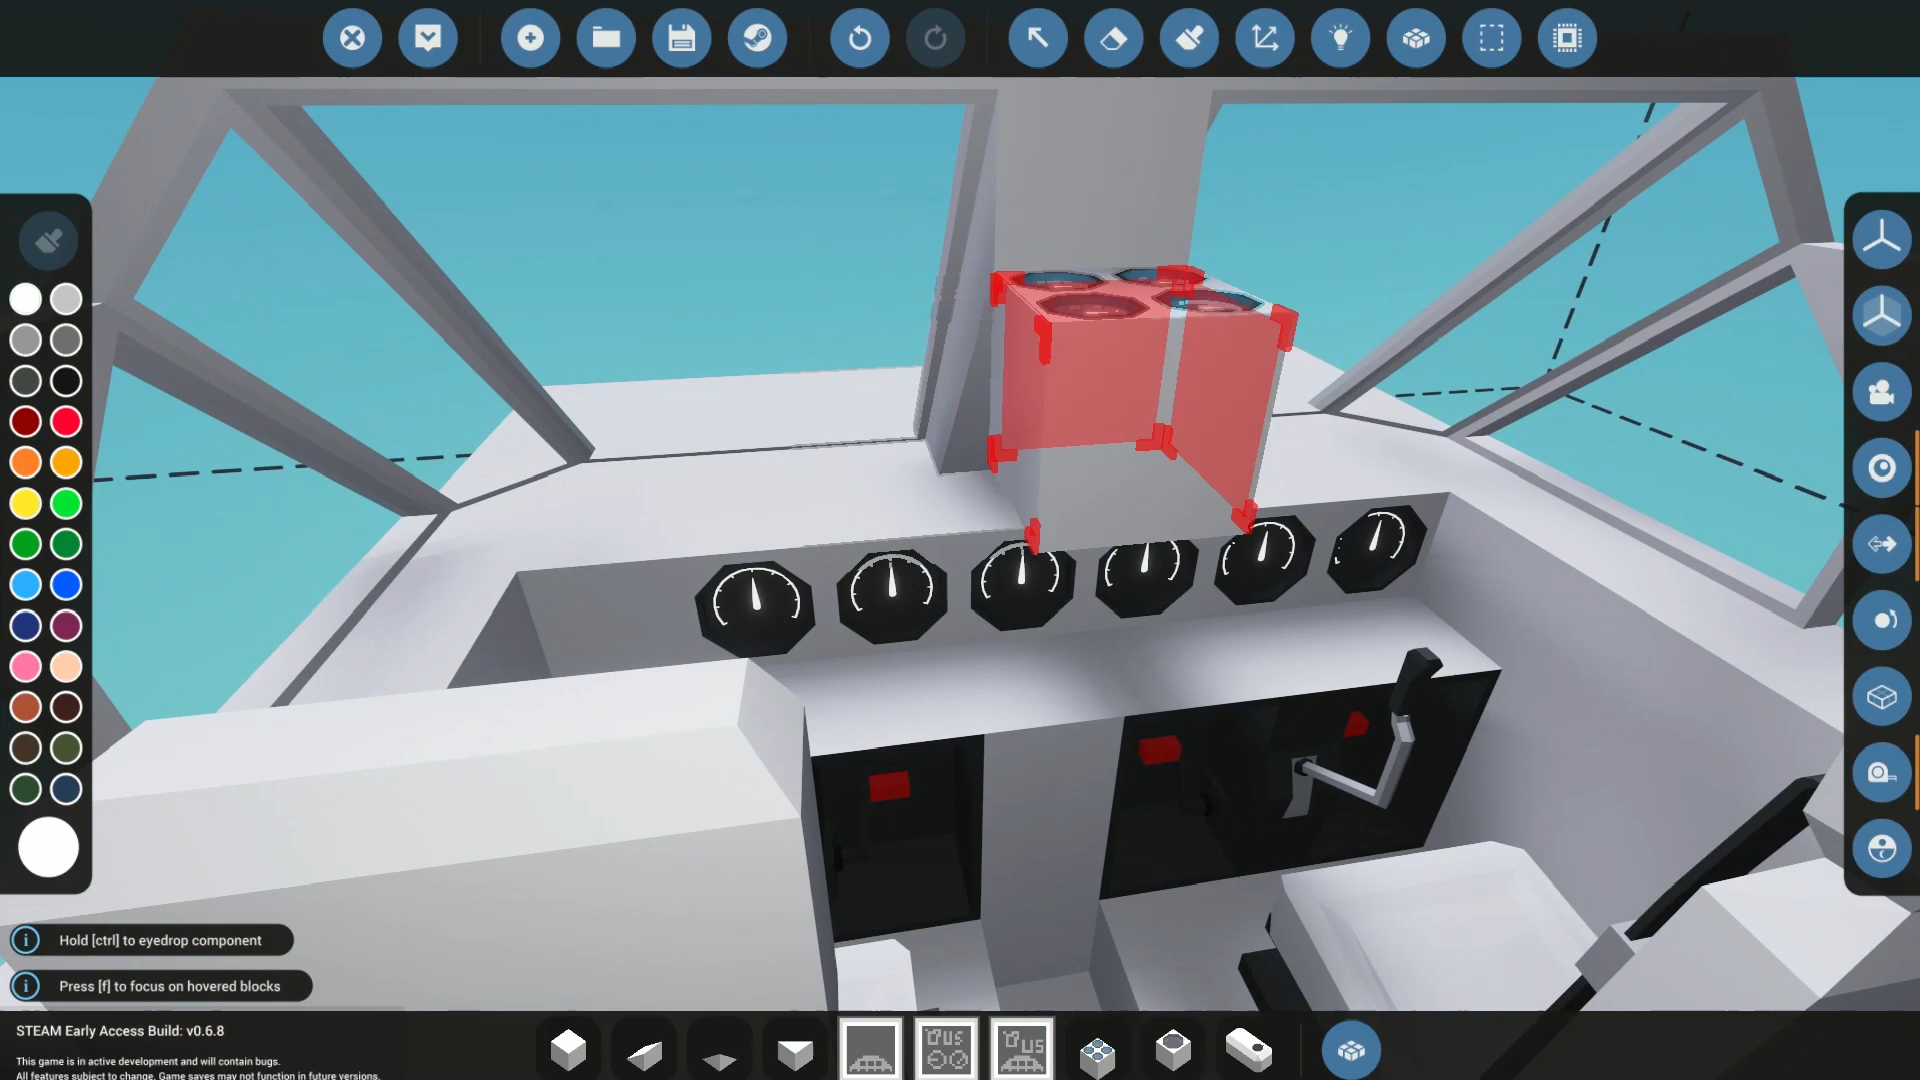 Hold [ctrl] to eyedrop component
Press [f] to focus on hovered blocks
STEAM Early Access Build: v0.6.8
This game is in active development and will contain bugs.
All features subject to change. Game saves may not function in future versions.